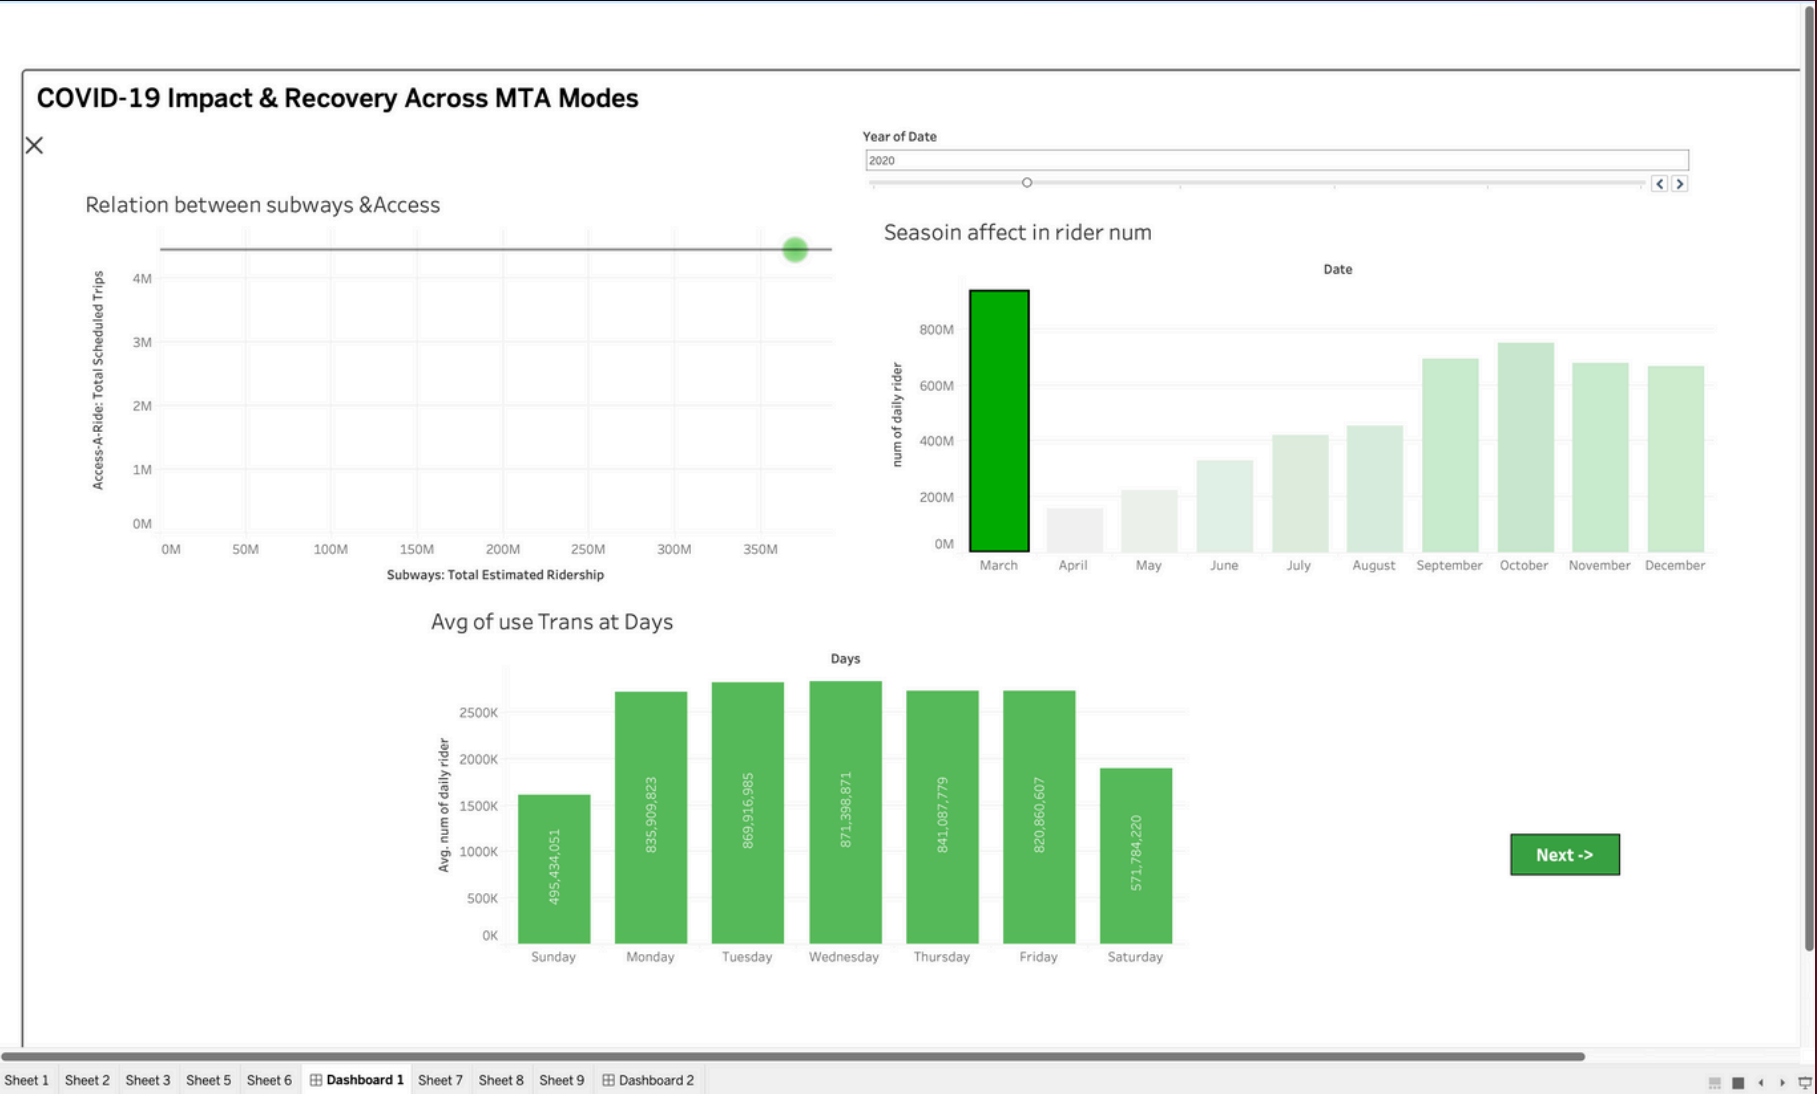 COVID-19 Impact & Recovery Across MTA Modes
Year of Date
2020
Relation between subways &Access
Access-A-Ride: Total Scheduled Trips
4M
3M
2M
1M
0M
0M 50M 100M 150M 200M 250M 300M 350M
Subways: Total Estimated Ridership
Seasoin affect in rider num
Date
num of daily rider
800M
600M
400M
200M
0M
March April May June July August September October November December
Avg of use Trans at Days
Days
Avg. num of daily rider
2500K
2000K
1500K
1000K
500K
0K
495,434,051
835,909,823
869,916,985
871,398,871
841,087,779
820,860,607
571,784,220
Sunday Monday Tuesday Wednesday Thursday Friday Saturday
Next ->
Sheet 1 Sheet 2 Sheet 3 Sheet 5 Sheet 6 Dashboard 1 Sheet 7 Sheet 8 Sheet 9 Dashboard 2